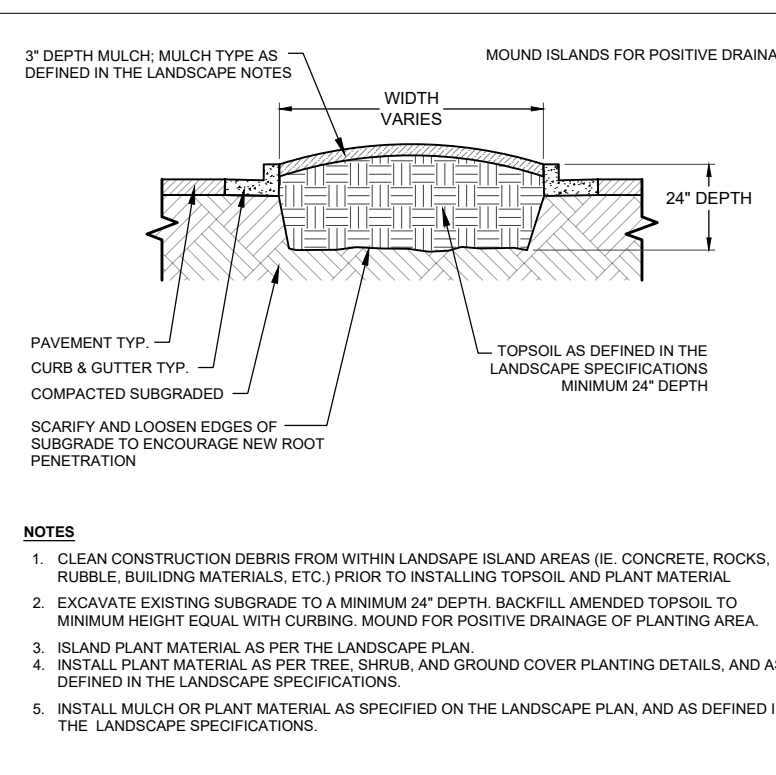 3" DEPTH MULCH; MULCH TYPE AS
DEFINED IN THE LANDSCAPE NOTES
MOUND ISLANDS FOR POSITIVE DRAINA
WIDTH
VARIES
24" DEPTH
PAVEMENT TYP.
CURB & GUTTER TYP.
COMPACTED SUBGRADED
SCARIFY AND LOOSEN EDGES OF
SUBGRADE TO ENCOURAGE NEW ROOT
PENETRATION
TOPSOIL AS DEFINED IN THE
LANDSCAPE SPECIFICATIONS
MINIMUM 24" DEPTH
NOTES
1. CLEAN CONSTRUCTION DEBRIS FROM WITHIN LANDSAPE ISLAND AREAS (IE. CONCRETE, ROCKS,
RUBBLE, BUILIDNG MATERIALS, ETC.) PRIOR TO INSTALLING TOPSOIL AND PLANT MATERIAL
2. EXCAVATE EXISTING SUBGRADE TO A MINIMUM 24" DEPTH. BACKFILL AMENDED TOPSOIL TO
MINIMUM HEIGHT EQUAL WITH CURBING. MOUND FOR POSITIVE DRAINAGE OF PLANTING AREA.
3. ISLAND PLANT MATERIAL AS PER THE LANDSCAPE PLAN.
4. INSTALL PLANT MATERIAL AS PER TREE, SHRUB, AND GROUND COVER PLANTING DETAILS, AND AS
DEFINED IN THE LANDSCAPE SPECIFICATIONS.
5. INSTALL MULCH OR PLANT MATERIAL AS SPECIFIED ON THE LANDSCAPE PLAN, AND AS DEFINED I
THE LANDSCAPE SPECIFICATIONS.